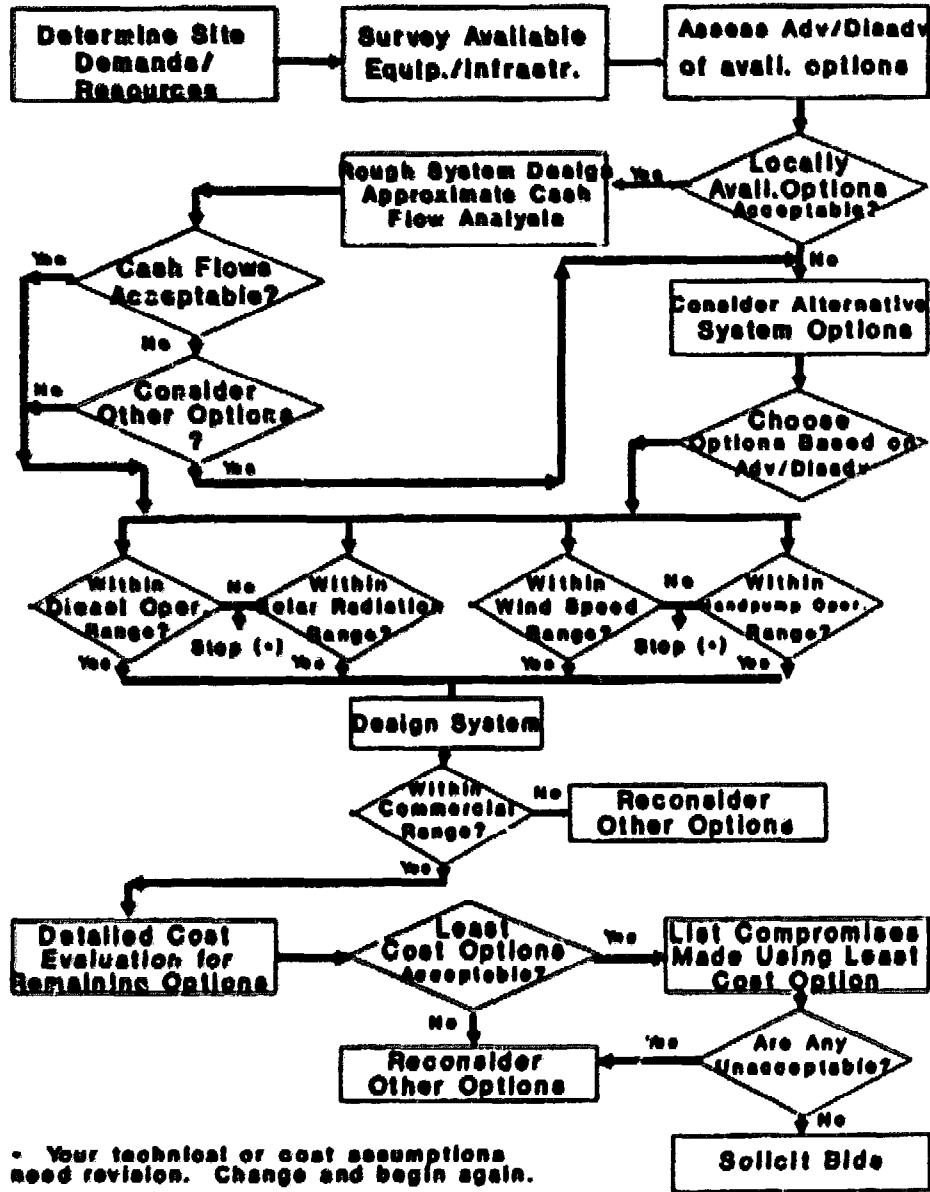 Determine Site
Demands/
Resources
Survey Available
Equip./Infrastr.
Assess Adv/Disadv
of avail. options
Locally
Avail.Options
Acceptable?
Yes
No
Rough System Design
Approximate Cash
Flow Analysis
Cash Flows
Acceptable?
Yes
No
Consider
Other Options
?
No
Yes
Consider Alternative
System Options
Choose
Options Based on
Adv/Disadv
Within
Diesel Oper.
Range?
No
Within
Solar Radiation
Range?
Within
Wind Speed
Range?
No
Within
Handpump Oper.
Range?
Stop (*)
Stop (*)
Yes
Yes
Yes
Yes
Design System
Within
Commercial
Range?
No
Reconsider
Other Options
Yes
Detailed Cost
Evaluation for
Remaining Options
Least
Cost Options
Acceptable?
Yes
List Compromises
Made Using Least
Cost Option
No
Reconsider
Other Options
Yes
Are Any
Unacceptable?
No
Solicit Bids
* Your technical or cost assumptions
need revision. Change and begin again.